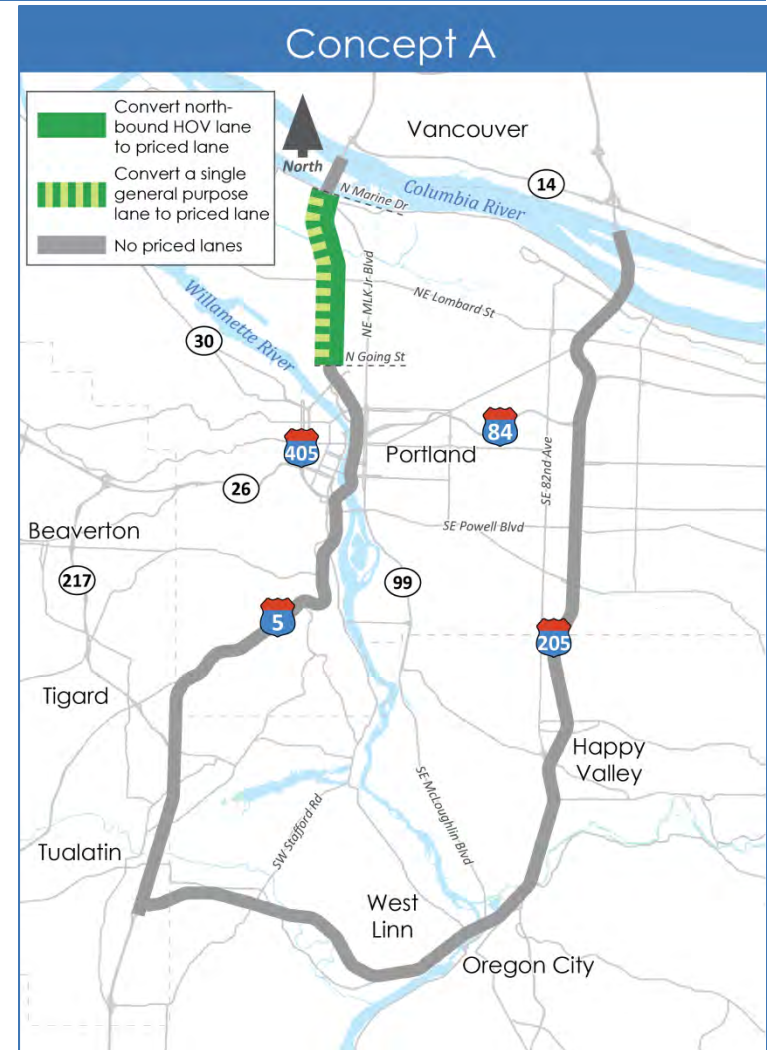 Concept A
Convert north-
bound HOV lane
to priced lane
Convert a single
general purpose
lane to priced lane
No priced lanes
North
Vancouver
14
Columbia River
N Marine Dr
NE MLK Jr Blvd
NE Lombard St
Willamette River
30
N Going St
84
405
Portland
26
SE 82nd Ave
SE Powell Blvd
Beaverton
217
99
5
205
Tigard
Happy
Valley
SE McLoughlin Blvd
SW Stafford Rd
Tualatin
West
Linn
Oregon City